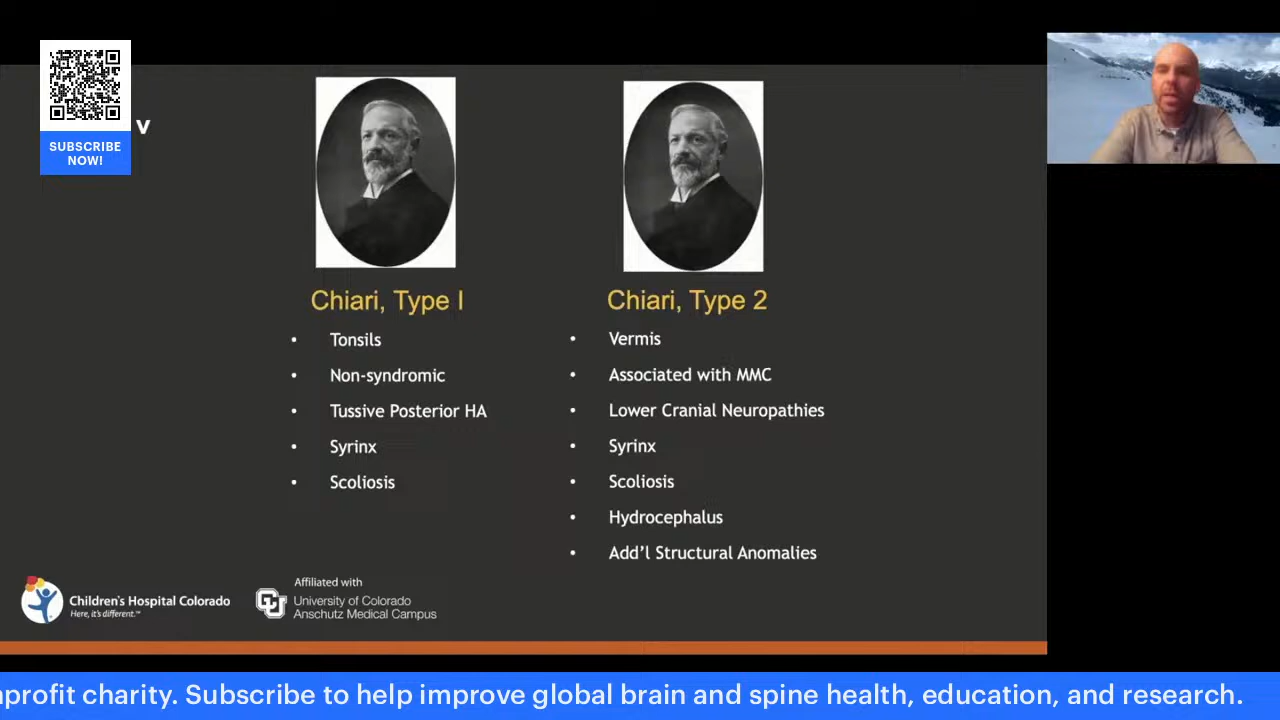 SUBSCRIBE
NOW!
v
Chiari, Type I
• Tonsils
• Non-syndromic
• Tussive Posterior HA
• Syrinx
• Scoliosis
Chiari, Type 2
• Vermis
• Associated with MMC
• Lower Cranial Neuropathies
• Syrinx
• Scoliosis
• Hydrocephalus
• Add'l Structural Anomalies
Children's Hospital Colorado
Here, it's different.™
Affiliated with
University of Colorado
Anschutz Medical Campus
profit charity. Subscribe to help improve global brain and spine health, education, and research.